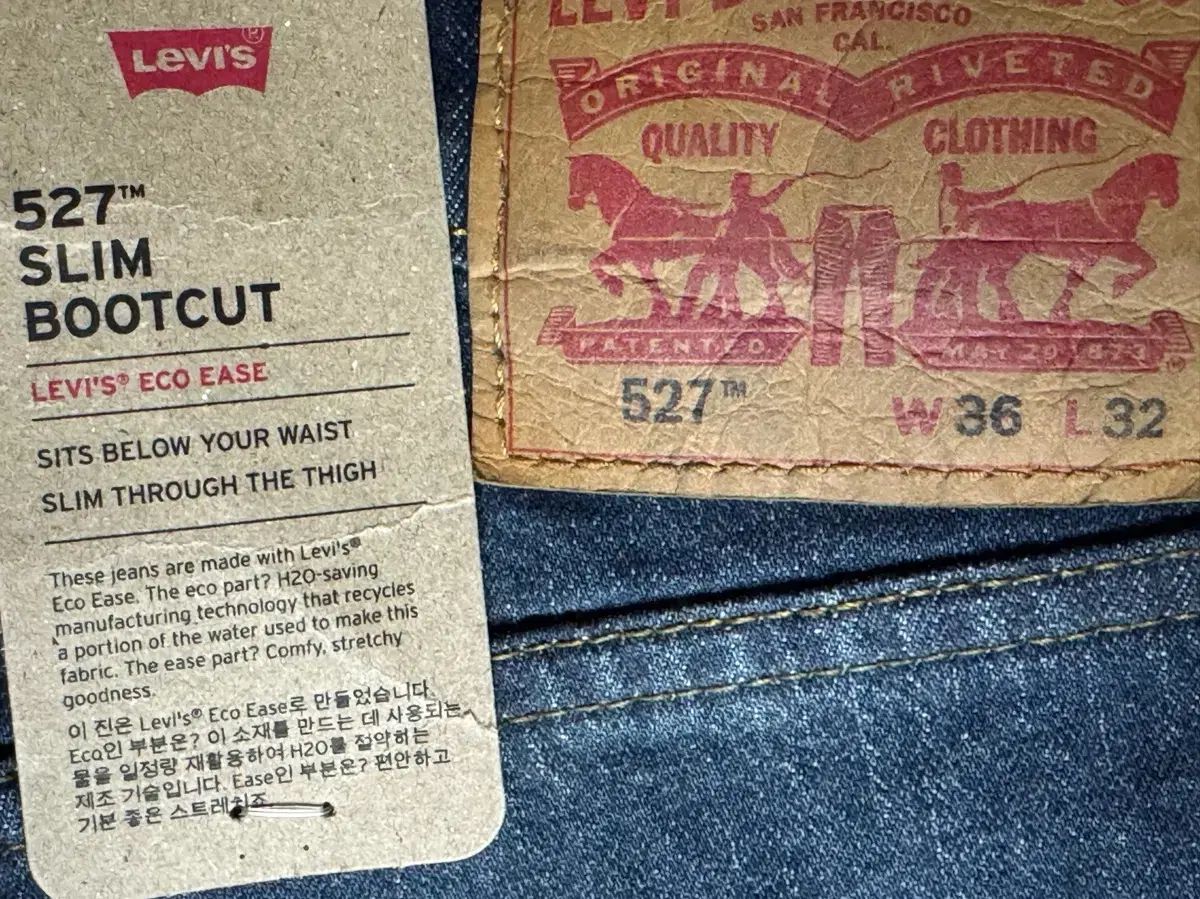 LEVI'S®
527™
SLIM
BOOTCUT
LEVI'S® ECO EASE
SITS BELOW YOUR WAIST
SLIM THROUGH THE THIGH
These jeans are made with Levi's®
Eco Ease. The eco part? H2O-saving
manufacturing technology that recycles
a portion of the water used to make this
fabric. The ease part? Comfy, stretchy
goodness.
이 진은 Levi's® Eco Ease로 만들었습니다.
Eco인 부분은? 이 소재를 만드는 데 사용되는
물을 일정량 재활용하여 H2O를 절약하는
제조 기술입니다. Ease인 부분은? 편안하고
기분 좋은 스트레치죠.
SAN FRANCISCO
CAL.
ORIGINAL RIVETED
QUALITY CLOTHING
PATENTED MAY 20 1873
527™ W 36 L 32